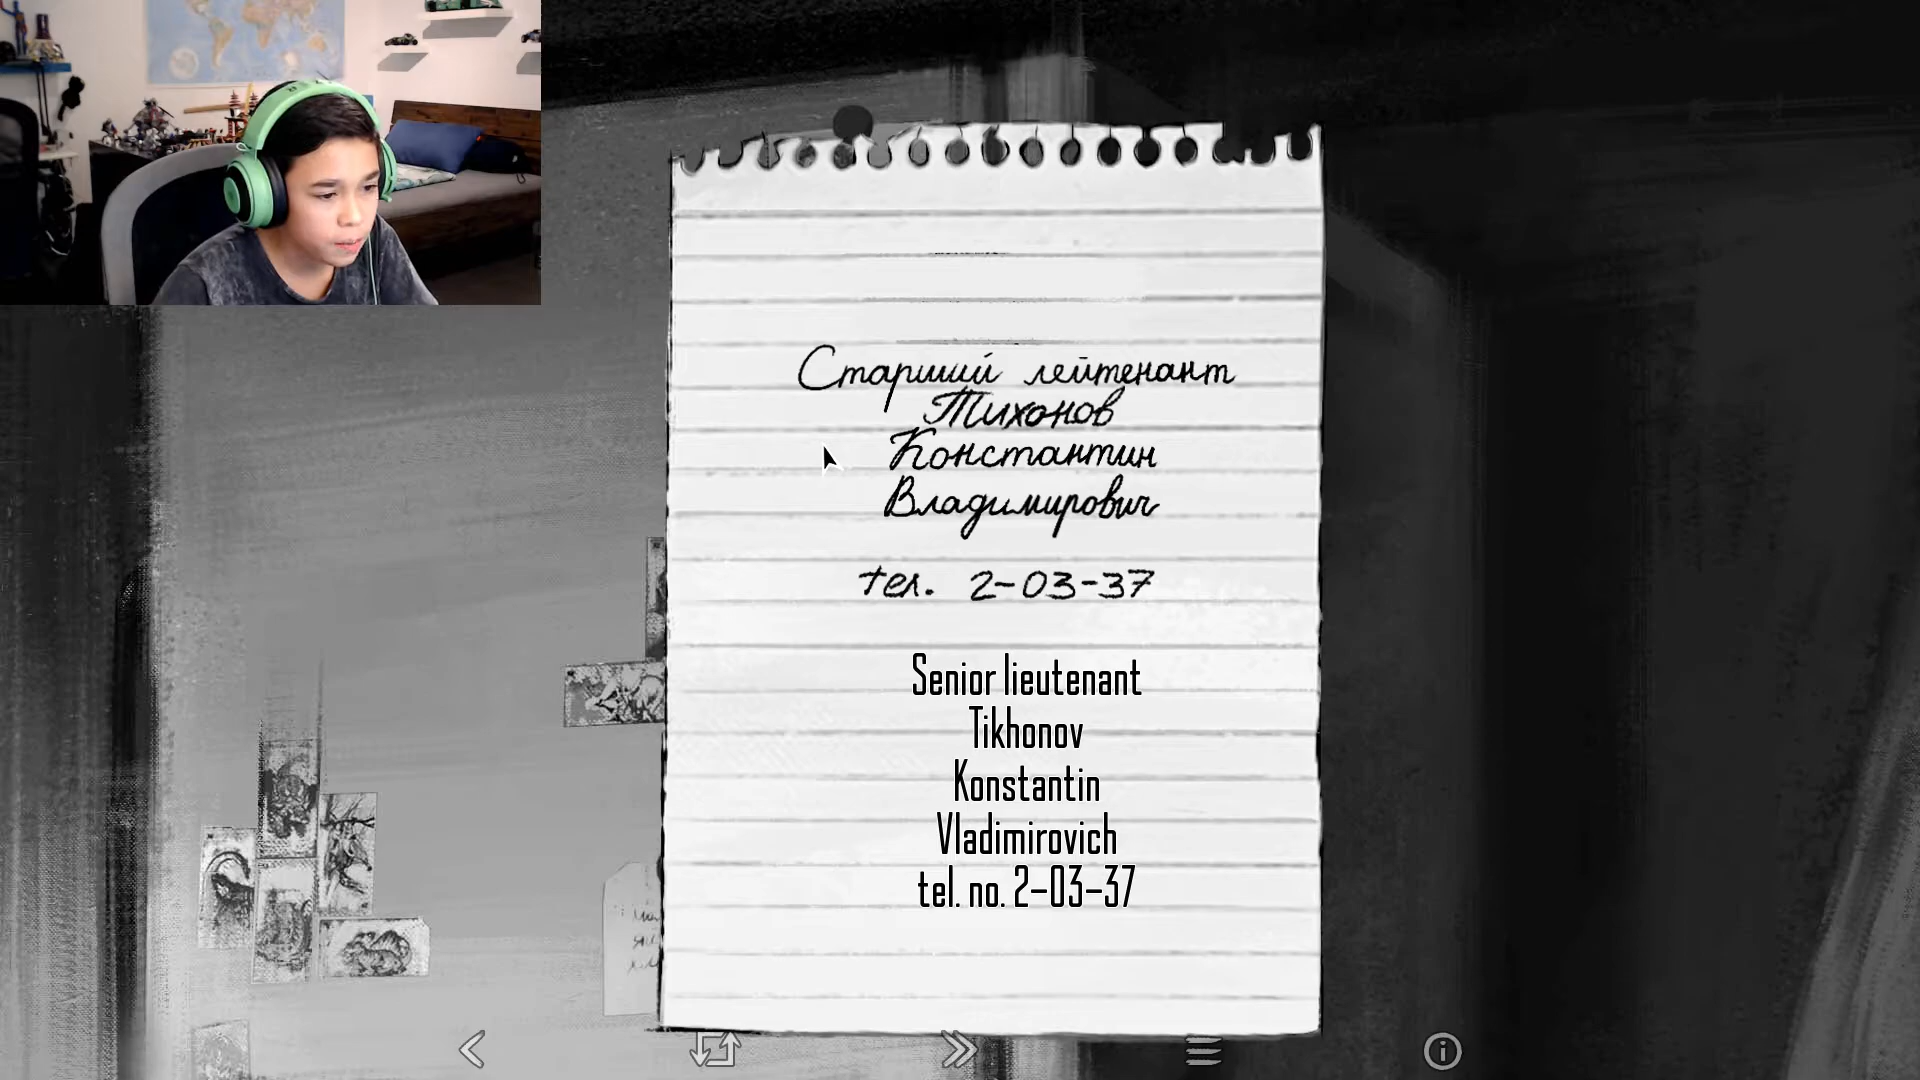 Старший лейтенант
Тихонов
Константин
Владимирович
тел. 2-03-37
Senior lieutenant
Tikhonov
Konstantin
Vladimirovich
tel. no. 2-03-37